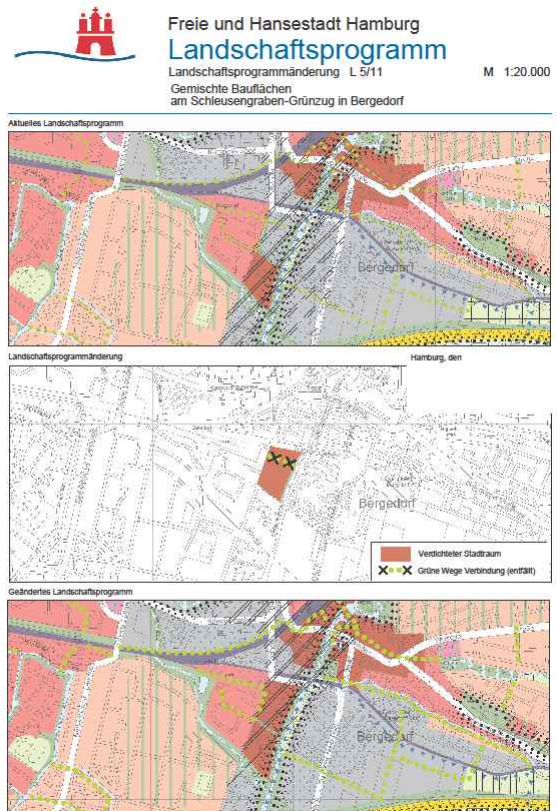 Freie und Hansestadt Hamburg
Landschaftsprogramm
Landschaftsprogrammänderung L 5/11 M 1:20.000
Gemischte Bauflächen
am Schleusengraben-Grünzug in Bergedorf
Aktuelles Landschaftsprogramm
Bergedorf
Landschaftsprogrammänderung Hamburg, den
Bergedorf
Verdichteter Stadtraum
Grüne Wege Verbindung (entfällt)
Geändertes Landschaftsprogramm
Bergedorf